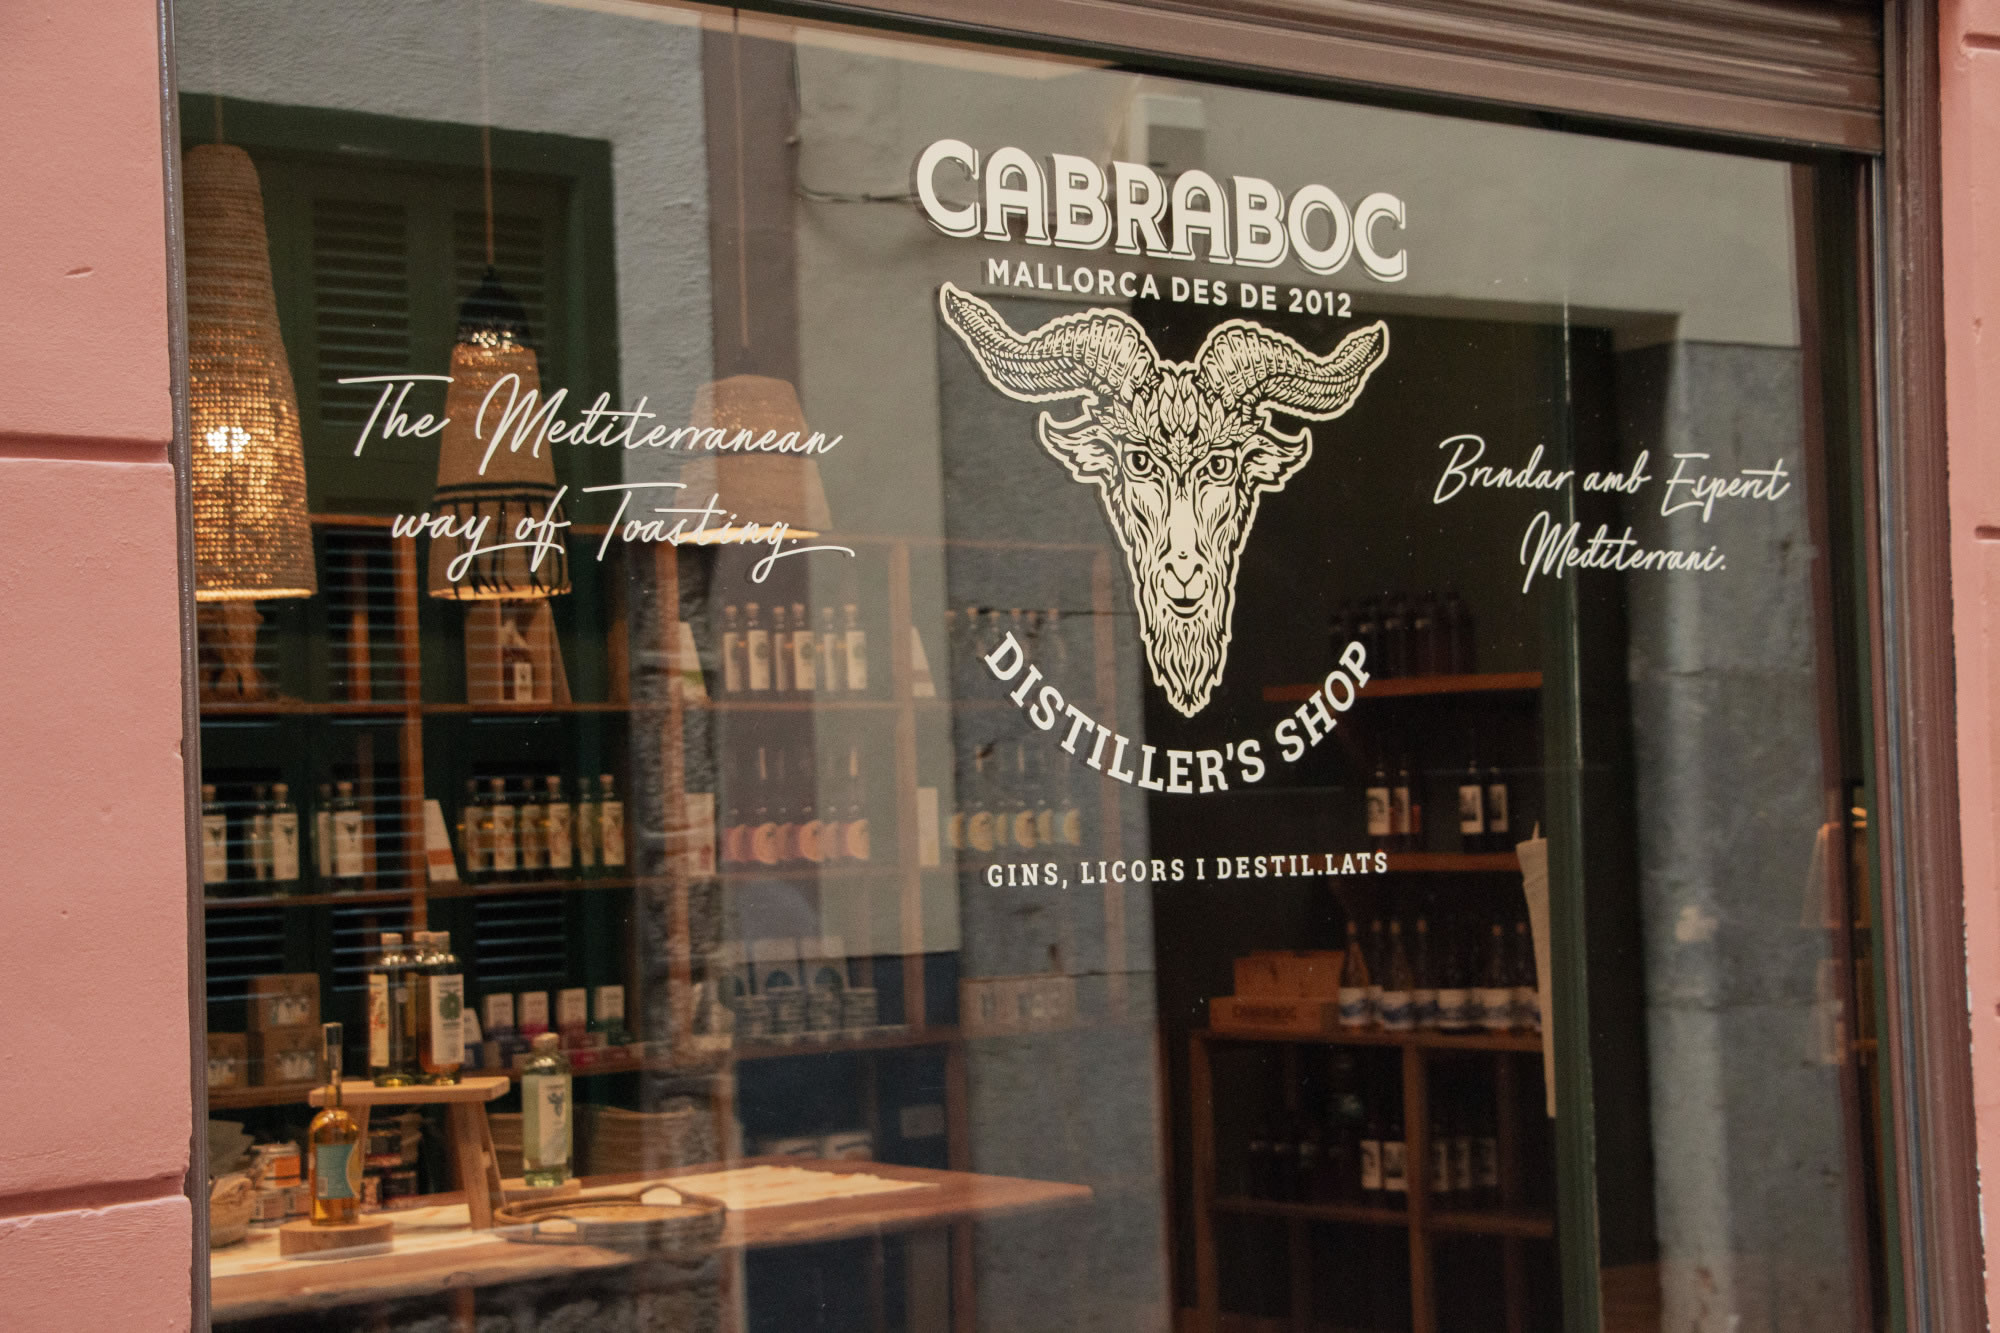 CABRABOC
MALLORCA DES DE 2012
The Mediterranean
way of Toasting.
Brindar amb Esperit
Mediterrani.
DISTILLER'S SHOP
GINS, LICORS I DESTIL.LATS
CABRABOC